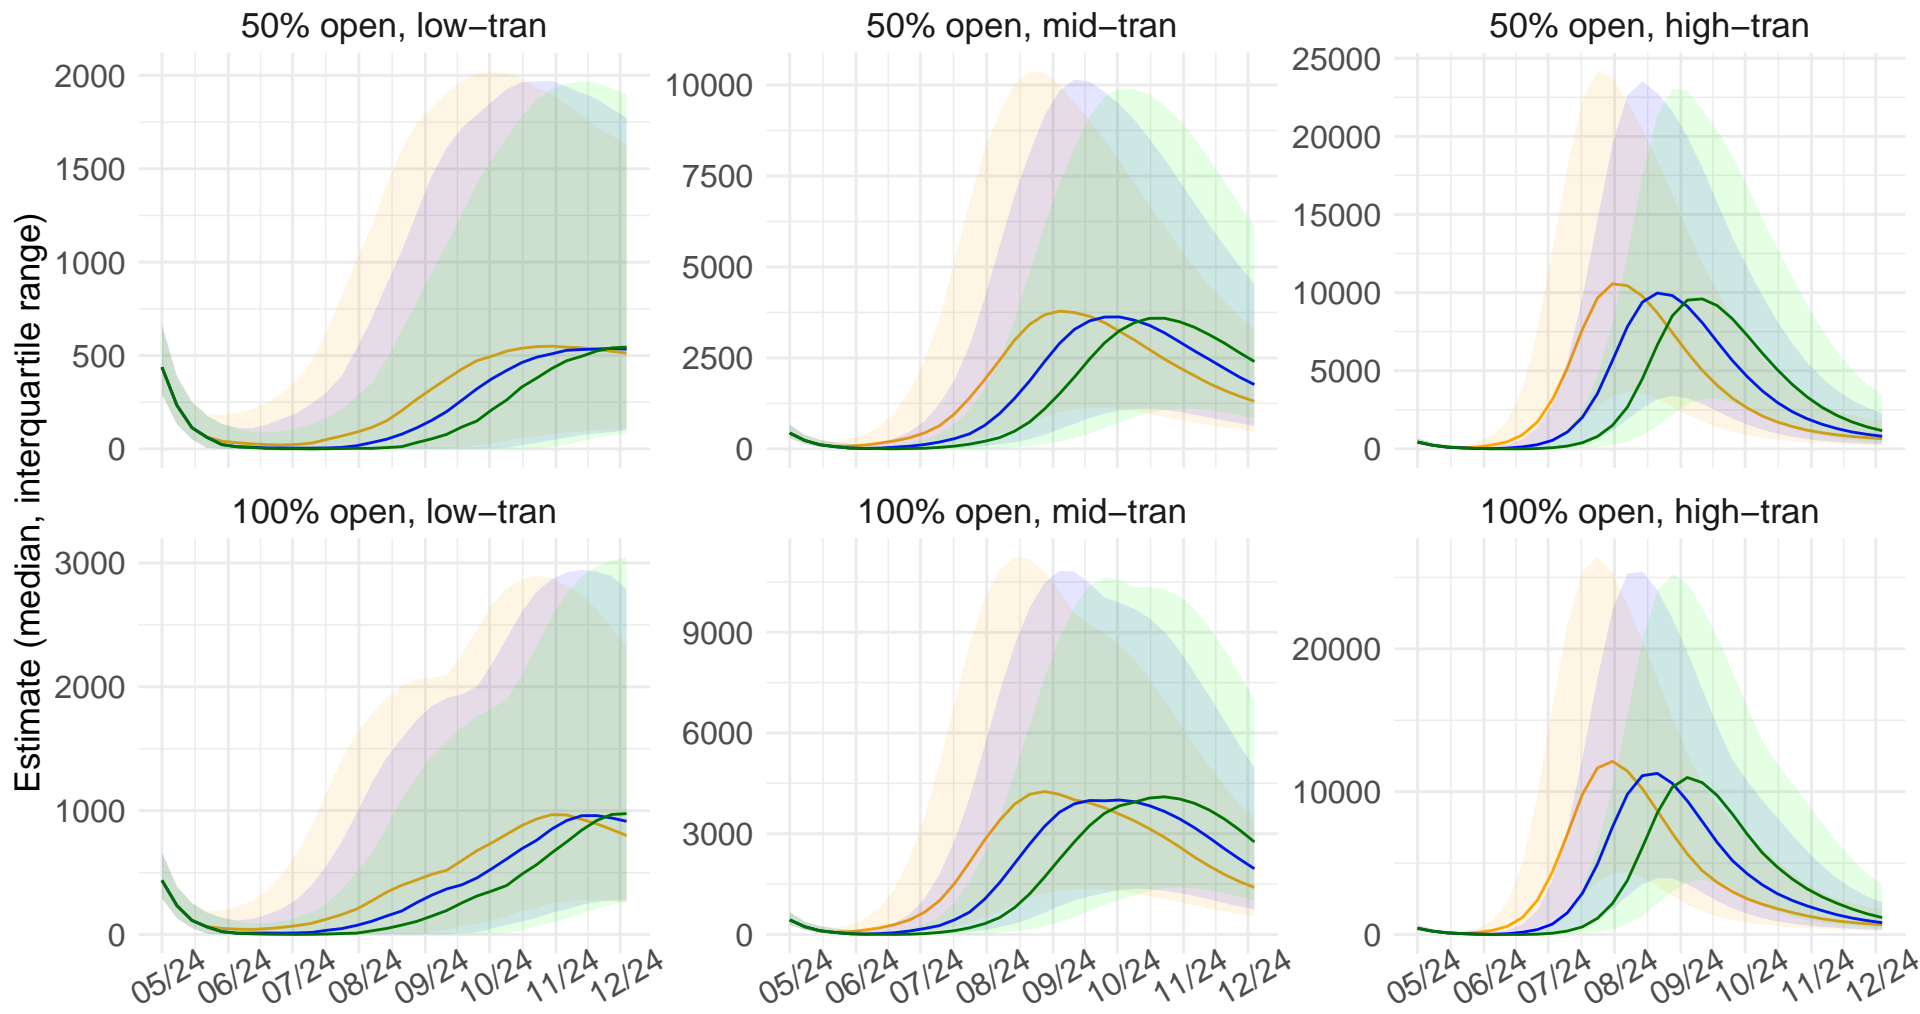 Estimate (median, interquartile range)
50% open, low−tran
2000
1500
1000
500
0
50% open, mid−tran
10000
7500
5000
2500
0
50% open, high−tran
25000
20000
15000
10000
5000
0
100% open, low−tran
3000
2000
1000
0
05/24 06/24 07/24 08/24 09/24 10/24 11/24 12/24
100% open, mid−tran
9000
6000
3000
0
05/24 06/24 07/24 08/24 09/24 10/24 11/24 12/24
100% open, high−tran
20000
10000
0
05/24 06/24 07/24 08/24 09/24 10/24 11/24 12/24